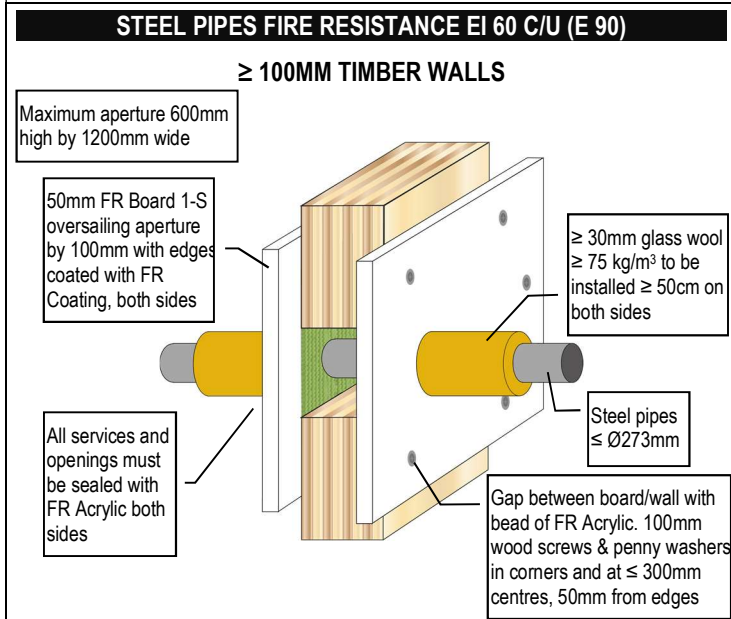 STEEL PIPES FIRE RESISTANCE EI 60 C/U (E 90)
≥ 100MM TIMBER WALLS
Maximum aperture 600mm
high by 1200mm wide
50mm FR Board 1-S
oversailing aperture
by 100mm with edges
coated with FR
Coating, both sides
≥ 30mm glass wool
≥ 75 kg/m³ to be
installed ≥ 50cm on
both sides
Steel pipes
≤ Ø273mm
All services and
openings must
be sealed with
FR Acrylic both
sides
Gap between board/wall with
bead of FR Acrylic. 100mm
wood screws & penny washers
in corners and at ≤ 300mm
centres, 50mm from edges